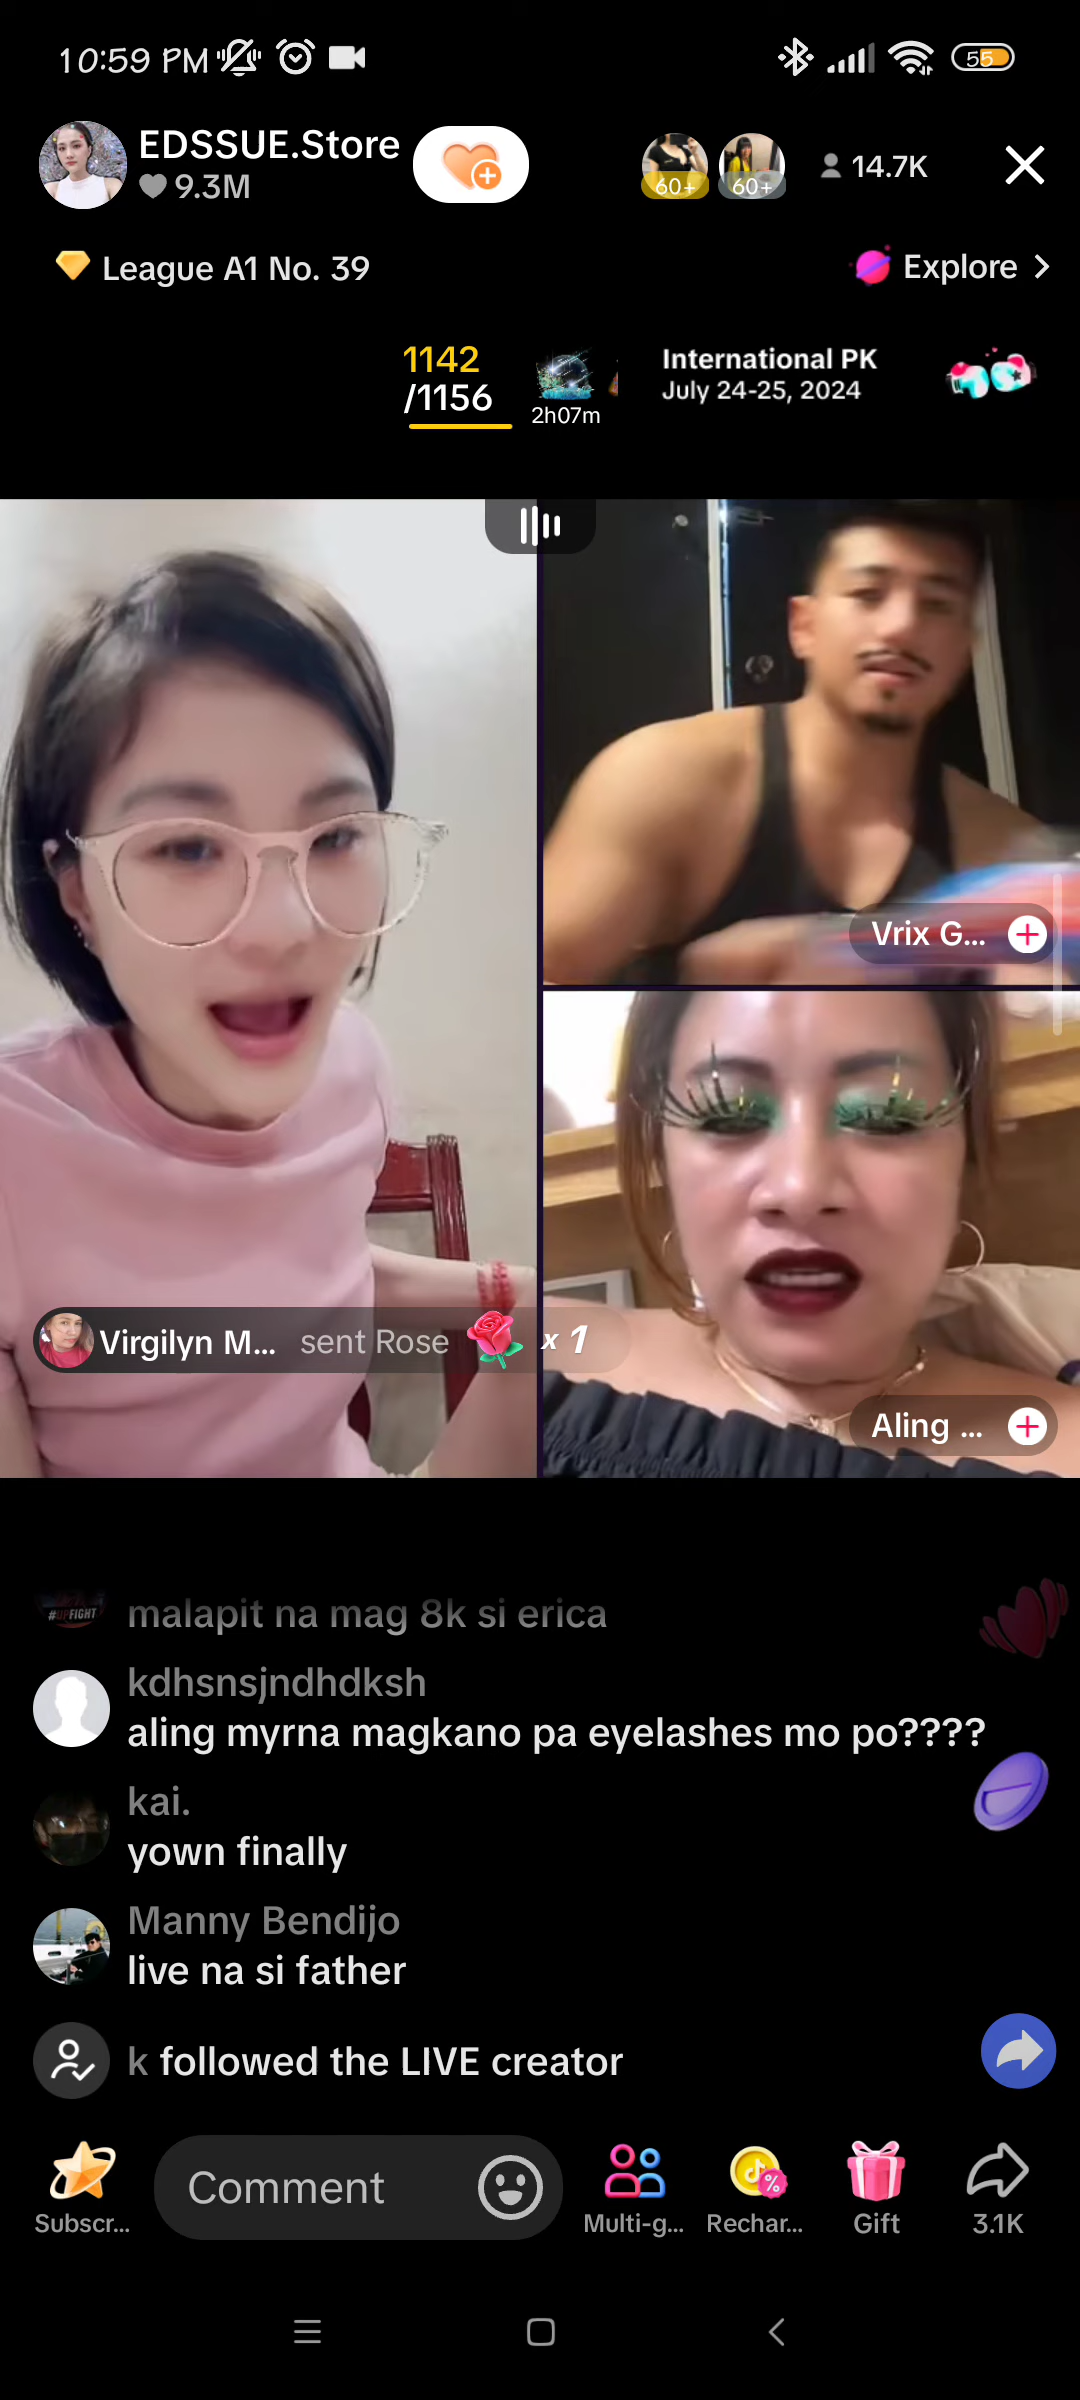 10:59 PM
55
EDSSUE.Store
9.3M
60+
60+
14.7K
League A1 No. 39
Explore
1142
/1156
2h07m
International PK
July 24-25, 2024
Vrix G...
Virgilyn M... sent Rose x 1
Aling ...
#UPFIGHT
malapit na mag 8k si erica
kdhsnsjndhdksh
aling myrna magkano pa eyelashes mo po????
kai.
yown finally
Manny Bendijo
live na si father
k followed the LIVE creator
Comment
Subscr...
Multi-g...
Rechar...
Gift
3.1K